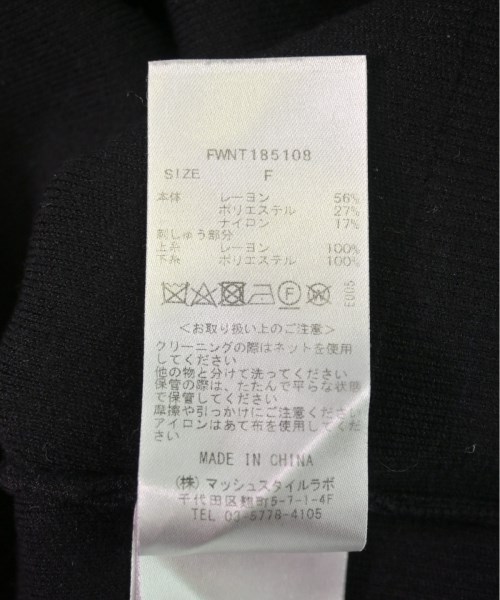 FWNT185108
SIZE F
本体 レーヨン 56%
ポリエステル 27%
ナイロン 17%
刺しゅう部分
上糸 レーヨン 100%
下糸 ポリエステル 100%
F W
EU05
<お取り扱い上のご注意>
クリーニングの際はネットを使用
してください
他の物と分けて洗ってください
保管の際は、たたんで平らな状態
で保管してください
摩擦や引っかけにご注意ください
アイロンはあて布を使用してくだ
さい
MADE IN CHINA
(株)マッシュスタイルラボ
千代田区麹町5-7-1-4F
TEL 03-5778-4105